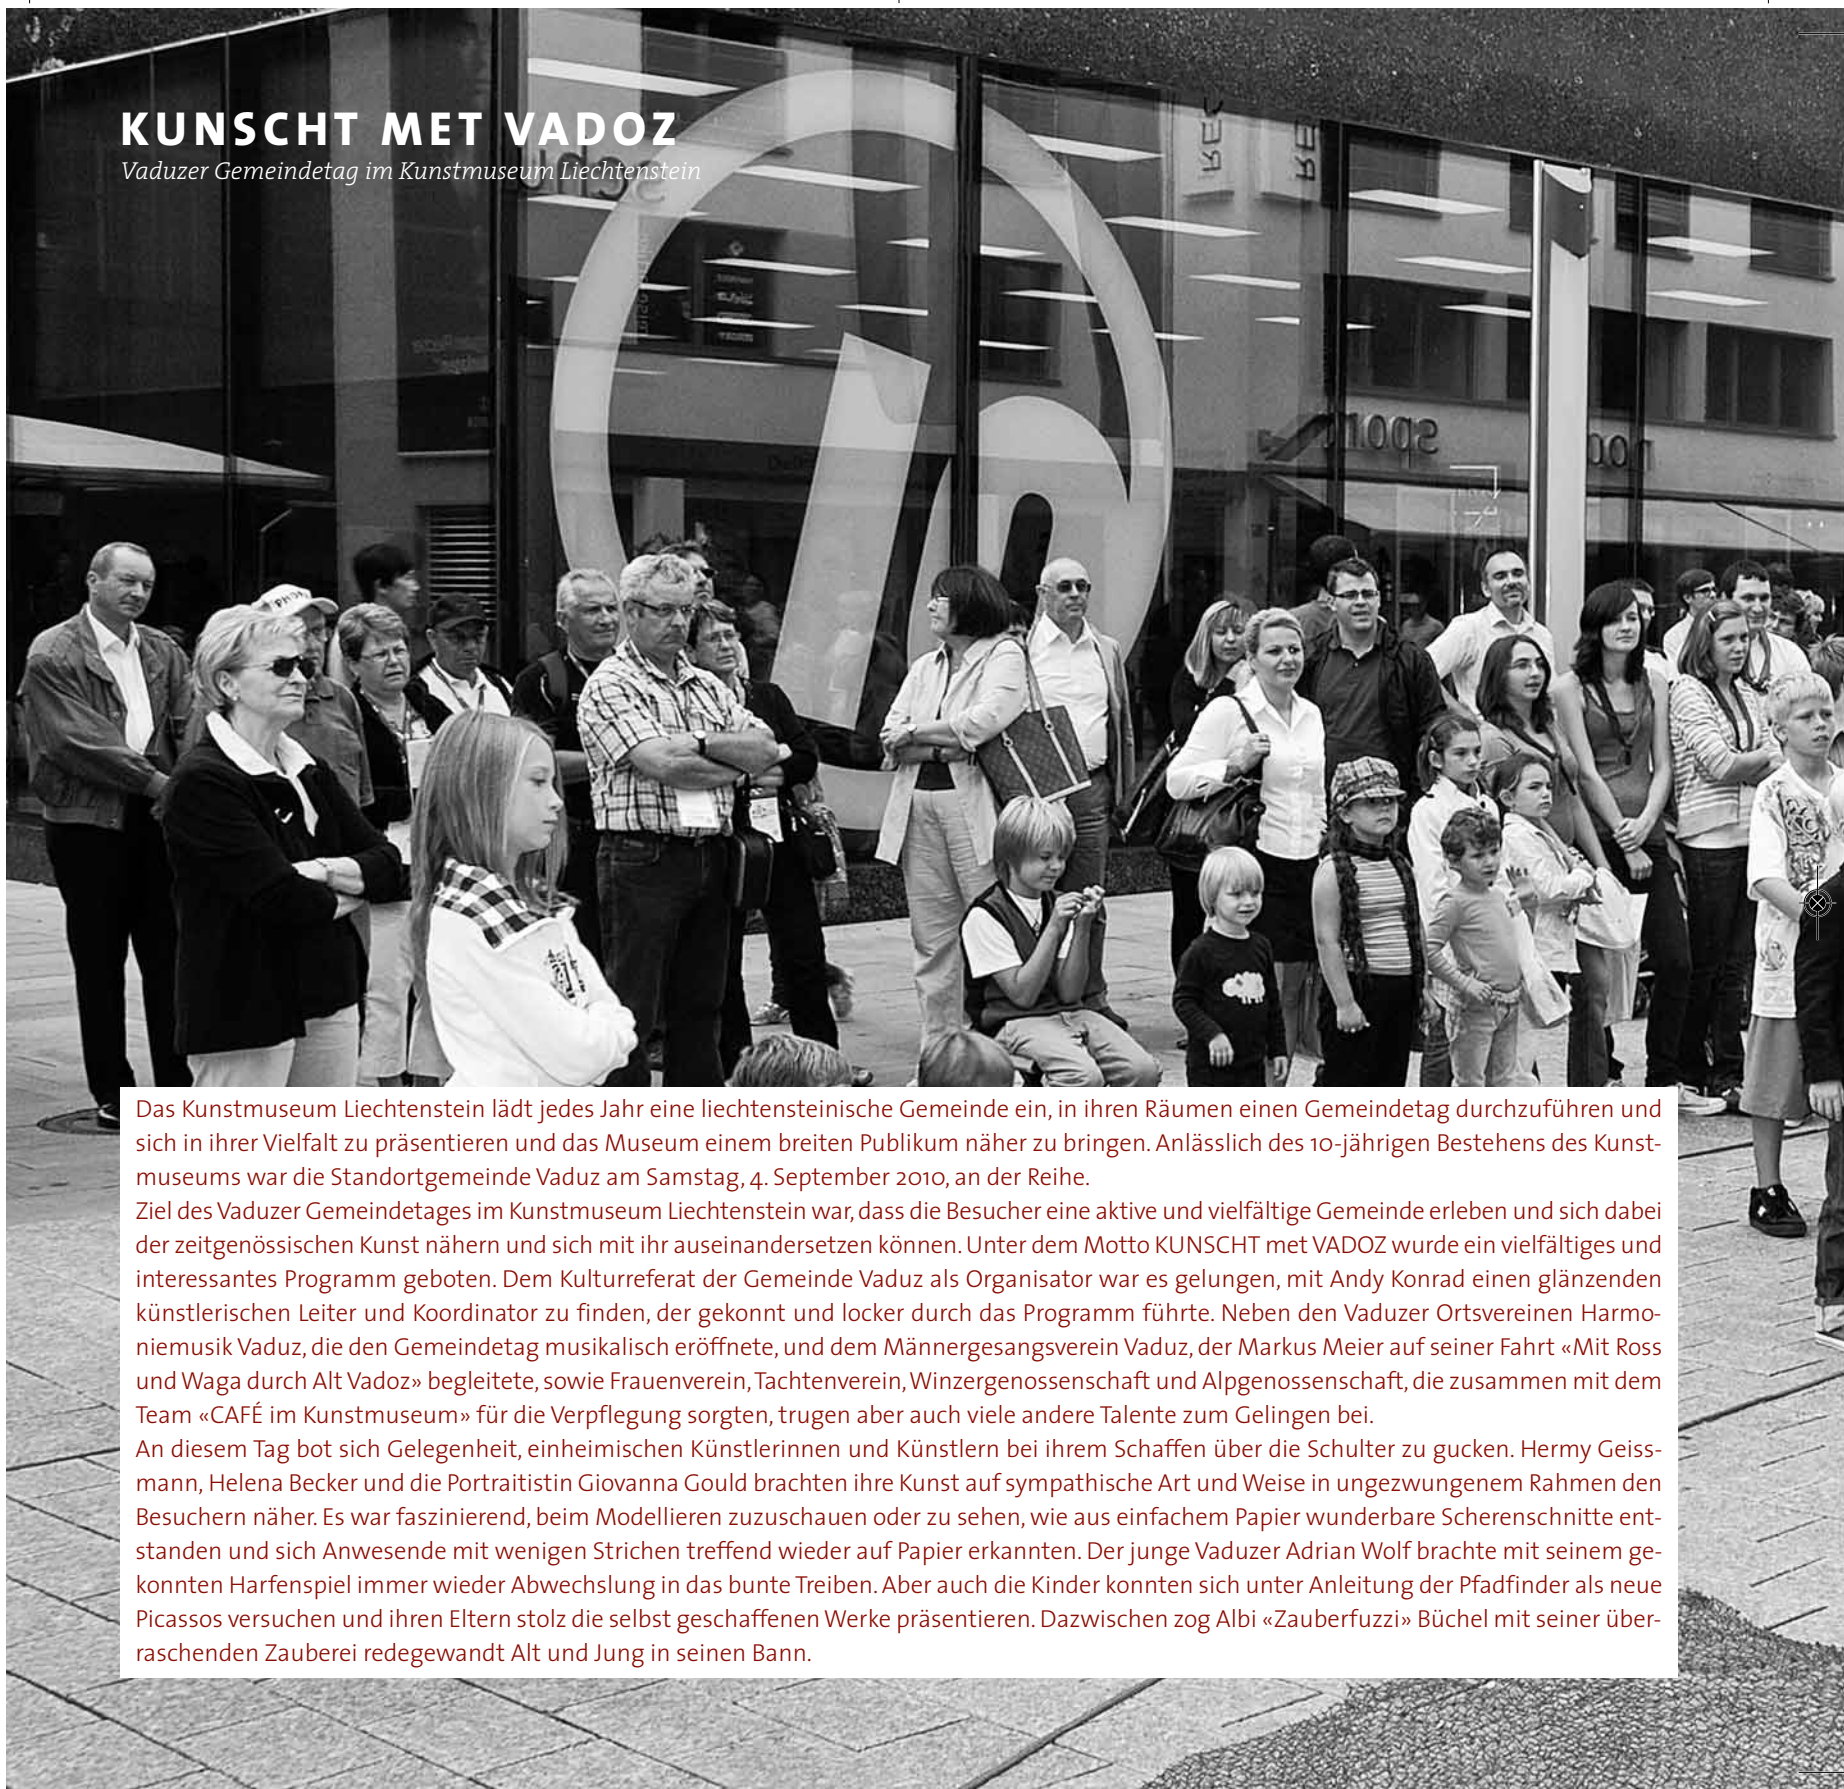 KUNSCHT MET VADOZ
Vaduzer Gemeindetag im Kunstmuseum Liechtenstein
sport
PHON
Das Kunstmuseum Liechtenstein lädt jedes Jahr eine liechtensteinische Gemeinde ein, in ihren Räumen einen Gemeindetag durchzuführen und
sich in ihrer Vielfalt zu präsentieren und das Museum einem breiten Publikum näher zu bringen. Anlässlich des 10-jährigen Bestehens des Kunst-
museums war die Standortgemeinde Vaduz am Samstag, 4. September 2010, an der Reihe.
Ziel des Vaduzer Gemeindetages im Kunstmuseum Liechtenstein war, dass die Besucher eine aktive und vielfältige Gemeinde erleben und sich dabei
der zeitgenössischen Kunst nähern und sich mit ihr auseinandersetzen können. Unter dem Motto KUNSCHT met VADOZ wurde ein vielfältiges und
interessantes Programm geboten. Dem Kulturreferat der Gemeinde Vaduz als Organisator war es gelungen, mit Andy Konrad einen glänzenden
künstlerischen Leiter und Koordinator zu finden, der gekonnt und locker durch das Programm führte. Neben den Vaduzer Ortsvereinen Harmo-
niemusik Vaduz, die den Gemeindetag musikalisch eröffnete, und dem Männergesangsverein Vaduz, der Markus Meier auf seiner Fahrt «Mit Ross
und Waga durch Alt Vadoz» begleitete, sowie Frauenverein, Tachtenverein, Winzergenossenschaft und Alpgenossenschaft, die zusammen mit dem
Team «CAFÉ im Kunstmuseum» für die Verpflegung sorgten, trugen aber auch viele andere Talente zum Gelingen bei.
An diesem Tag bot sich Gelegenheit, einheimischen Künstlerinnen und Künstlern bei ihrem Schaffen über die Schulter zu gucken. Hermy Geiss-
mann, Helena Becker und die Portraitistin Giovanna Gould brachten ihre Kunst auf sympathische Art und Weise in ungezwungenem Rahmen den
Besuchern näher. Es war faszinierend, beim Modellieren zuzuschauen oder zu sehen, wie aus einfachem Papier wunderbare Scherenschnitte ent-
standen und sich Anwesende mit wenigen Strichen treffend wieder auf Papier erkannten. Der junge Vaduzer Adrian Wolf brachte mit seinem ge-
konnten Harfenspiel immer wieder Abwechslung in das bunte Treiben. Aber auch die Kinder konnten sich unter Anleitung der Pfadfinder als neue
Picassos versuchen und ihren Eltern stolz die selbst geschaffenen Werke präsentieren. Dazwischen zog Albi «Zauberfuzzi» Büchel mit seiner über-
raschenden Zauberei redegewandt Alt und Jung in seinen Bann.